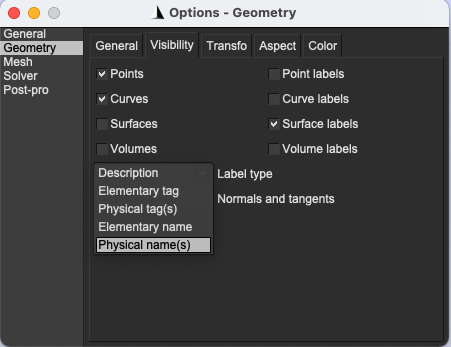 Options - Geometry
General
Geometry
Mesh
Solver
Post-pro
General Visibility Transfo Aspect Color
Points Point labels
Curves Curve labels
Surfaces Surface labels
Volumes Volume labels
Description Label type
Elementary tag
Physical tag(s) Normals and tangents
Elementary name
Physical name(s)